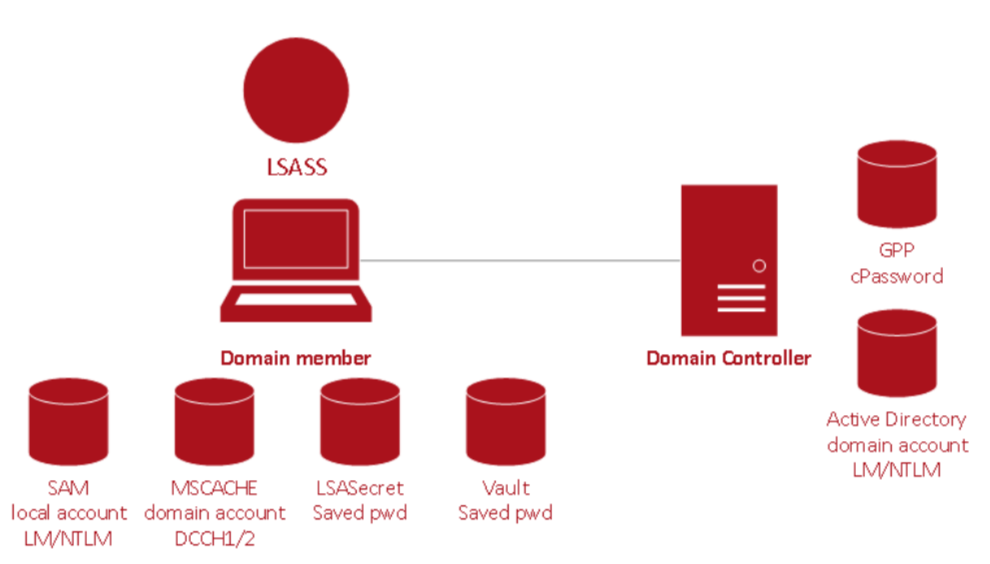 LSASS
Domain member
Domain Controller
GPP
cPassword
Active Directory
domain account
LM/NTLM
SAM
local account
LM/NTLM
MSCACHE
domain account
DCCH1/2
LSASecret
Saved pwd
Vault
Saved pwd